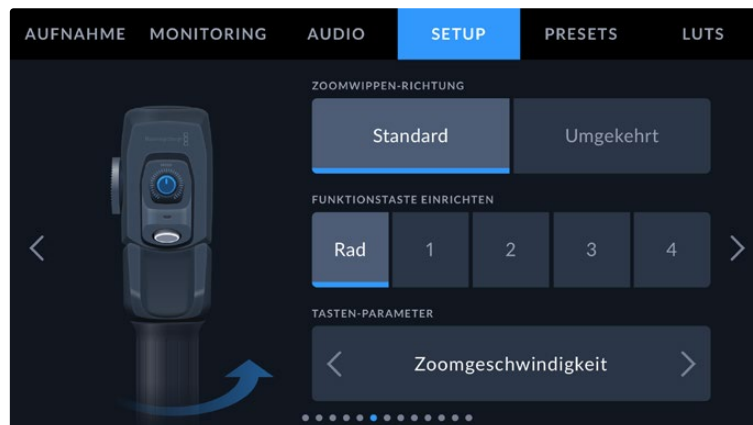 AUFNAHME MONITORING AUDIO SETUP PRESETS LUTS
ZOOMWIPPEN-RICHTUNG
Standard Umgekehrt
FUNKTIONSTASTE EINRICHTEN
Rad 1 2 3 4
TASTEN-PARAMETER
Zoomgeschwindigkeit